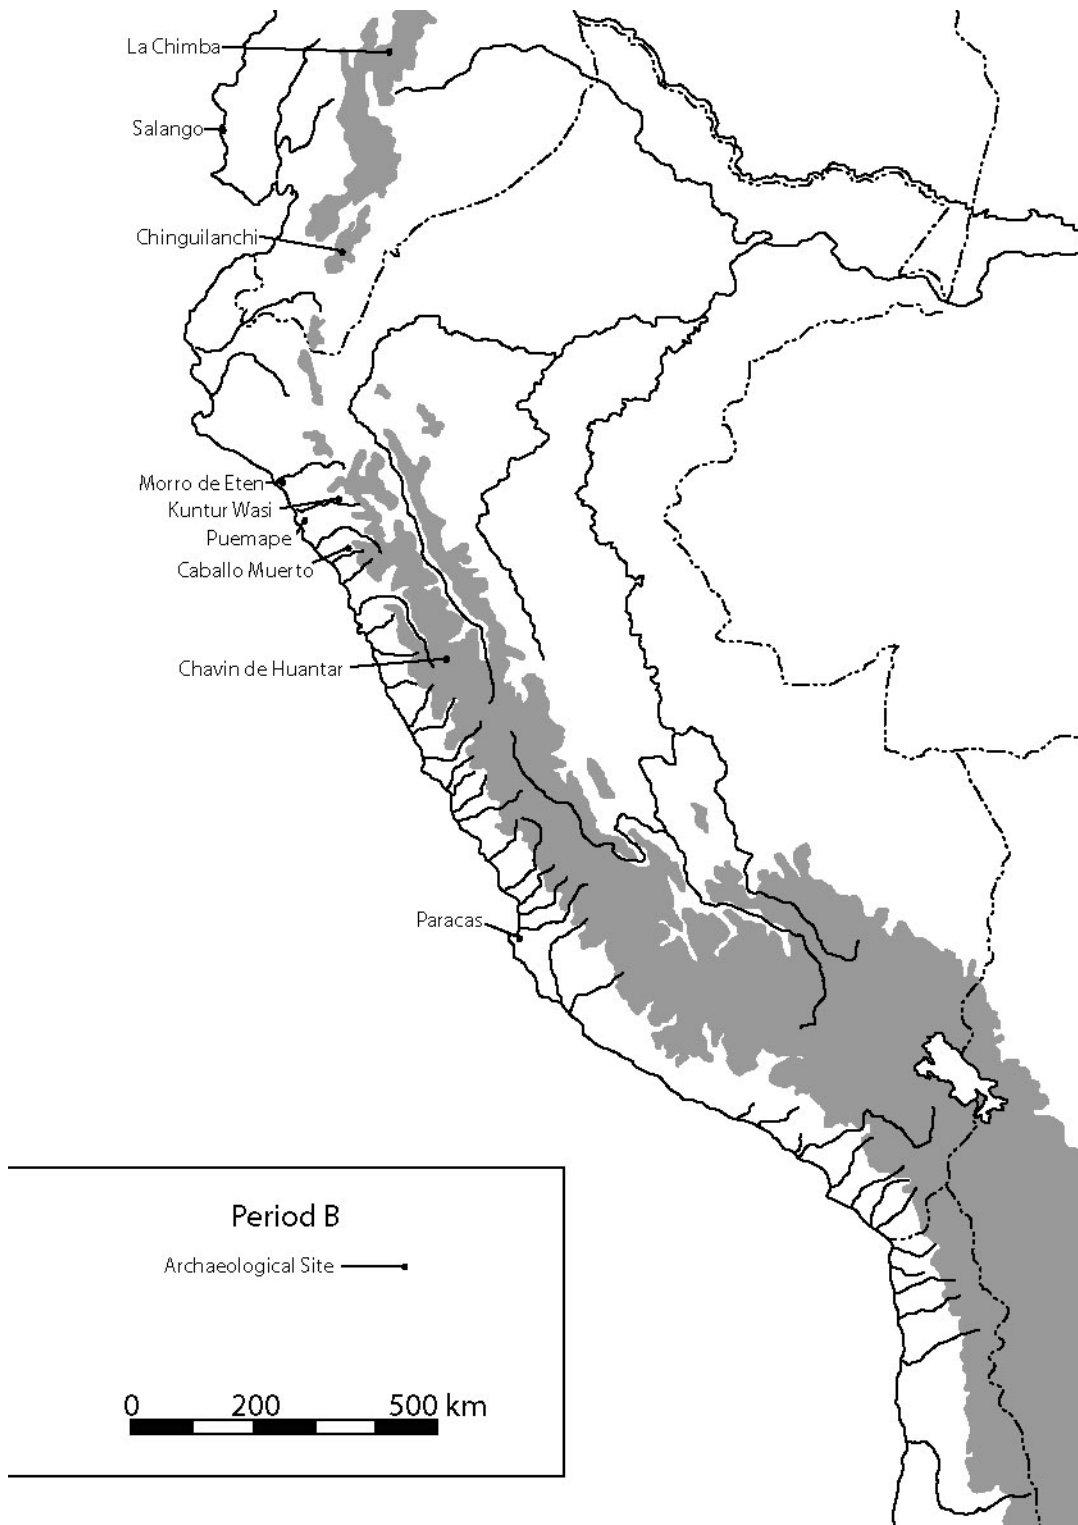 La Chimba
Salango
Chinguilanchi
Morro de Eten
Kuntur Wasi
Puemape
Caballo Muerto
Chavin de Huantar
Paracas
Period B
Archaeological Site
0 200 500 km